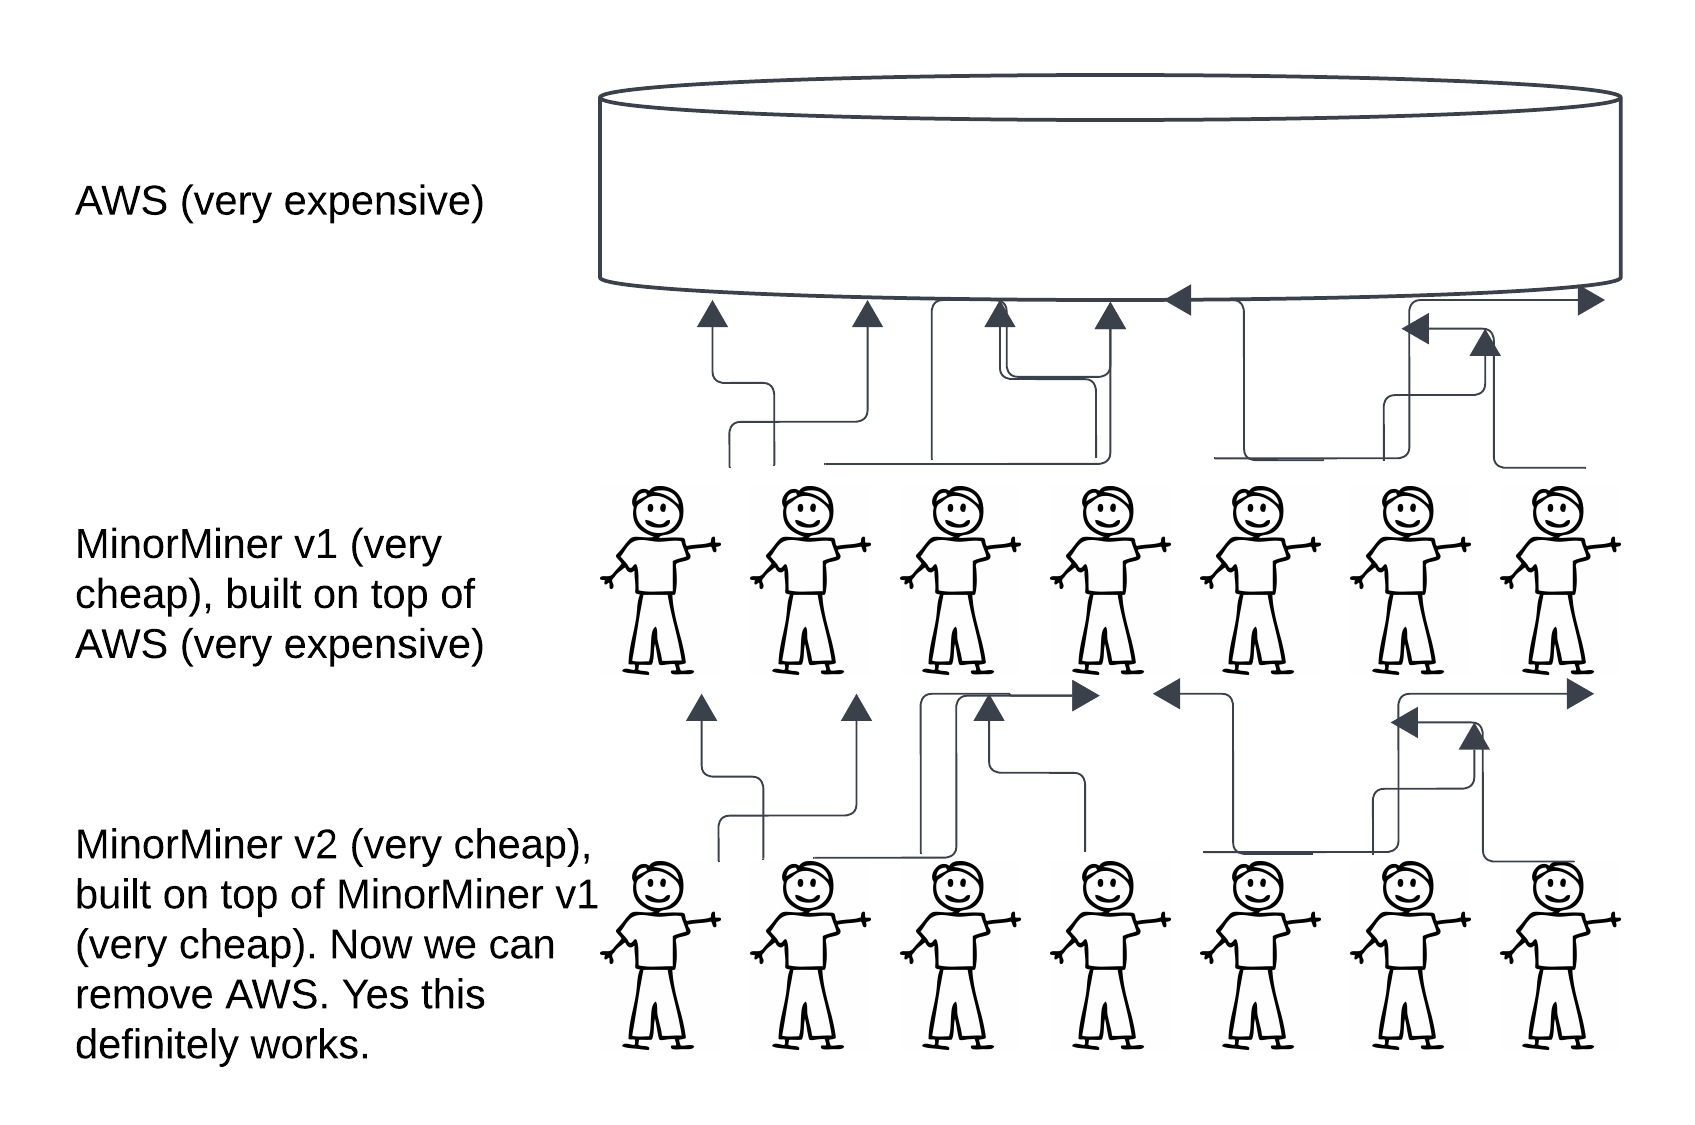 AWS (very expensive)
MinorMiner v1 (very
cheap), built on top of
AWS (very expensive)
MinorMiner v2 (very cheap),
built on top of MinorMiner v1
(very cheap). Now we can
remove AWS. Yes this
definitely works.